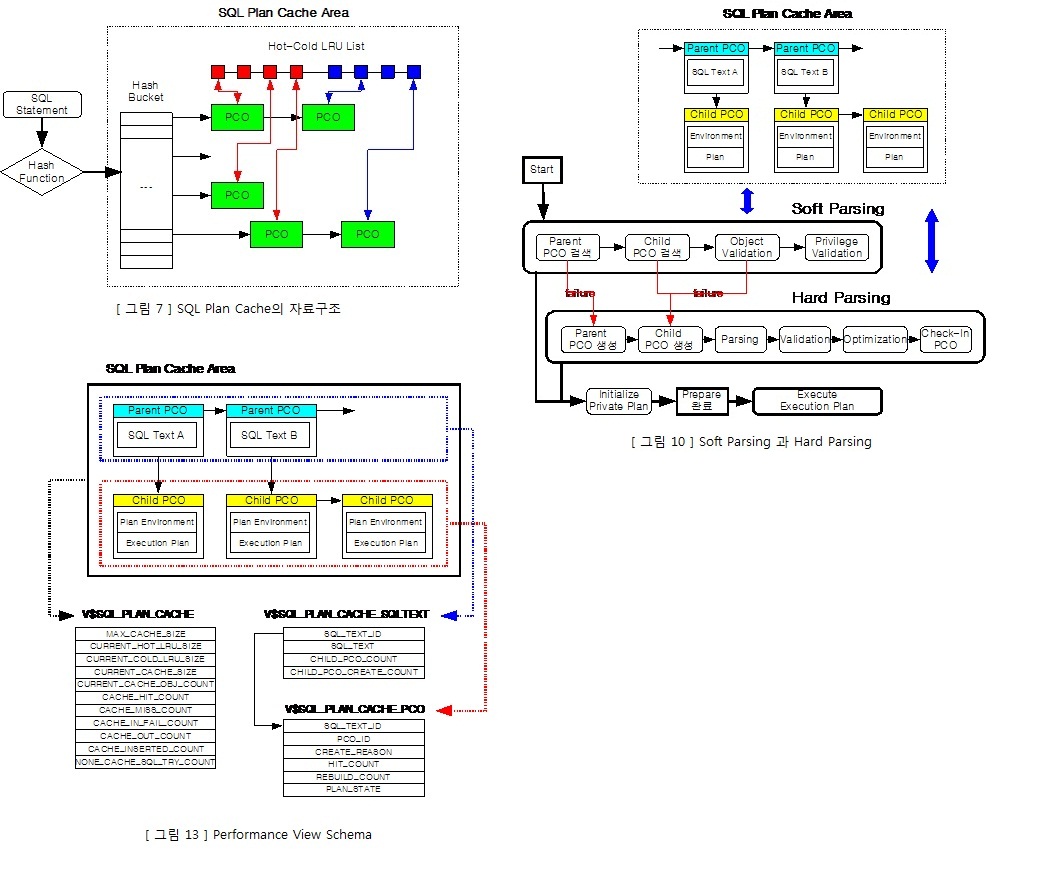 SQL Plan Cache Area
Hot-Cold LRU List
SQL
Statement
Hash
Function
Hash
Bucket
---
PCO
PCO
PCO
PCO
PCO
[ 그림 7 ] SQL Plan Cache의 자료구조
SQL Plan Cache Area
Parent PCO
Parent PCO
SQL Text A
SQL Text B
Child PCO
Child PCO
Child PCO
Environment
Environment
Environment
Plan
Plan
Plan
Start
Soft Parsing
Parent
PCO 검색
Child
PCO 검색
Object
Validation
Privilege
Validation
failure
failure
Hard Parsing
Parent
PCO 생성
Child
PCO 생성
Parsing
Validation
Optimization
Check-In
PCO
Initialize
Private Plan
Prepare
완료
Execute
Execution Plan
[ 그림 10 ] Soft Parsing 과 Hard Parsing
SQL Plan Cache Area
Parent PCO
Parent PCO
SQL Text A
SQL Text B
Child PCO
Child PCO
Child PCO
Plan Environment
Plan Environment
Plan Environment
Execution Plan
Execution Plan
Execution Plan
V$SQL_PLAN_CACHE
MAX_CACHE_SIZE
CURRENT_HOT_LRU_SIZE
CURRENT_COLD_LRU_SIZE
CURRENT_CACHE_SIZE
CURRENT_CACHE_OBJ_COUNT
CACHE_HIT_COUNT
CACHE_MISS_COUNT
CACHE_IN_FAIL_COUNT
CACHE_OUT_COUNT
CACHE_INSERTED_COUNT
NONE_CACHE_SQL_TRY_COUNT
V$SQL_PLAN_CACHE_SQLTEXT
SQL_TEXT_ID
SQL_TEXT
CHILD_PCO_COUNT
CHILD_PCO_CREATE_COUNT
V$SQL_PLAN_CACHE_PCO
SQL_TEXT_ID
PCO_ID
CREATE_REASON
HIT_COUNT
REBUILD_COUNT
PLAN_STATE
[ 그림 13 ] Performance View Schema